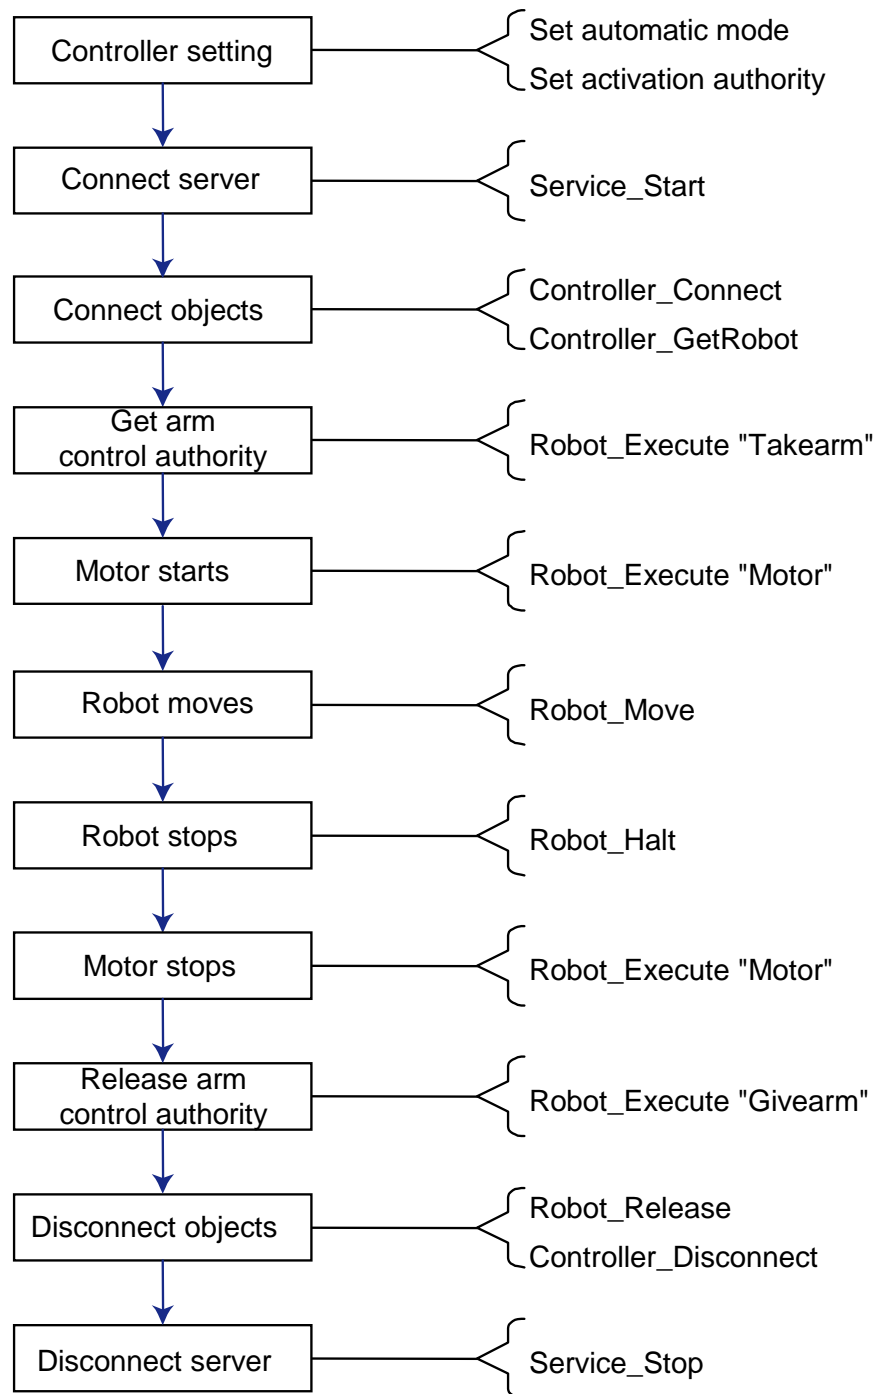 Controller setting
Set automatic mode
Set activation authority
Connect server
Service_Start
Connect objects
Controller_Connect
Controller_GetRobot
Get arm
control authority
Robot_Execute "Takearm"
Motor starts
Robot_Execute "Motor"
Robot moves
Robot_Move
Robot stops
Robot_Halt
Motor stops
Robot_Execute "Motor"
Release arm
control authority
Robot_Execute "Givearm"
Disconnect objects
Robot_Release
Controller_Disconnect
Disconnect server
Service_Stop